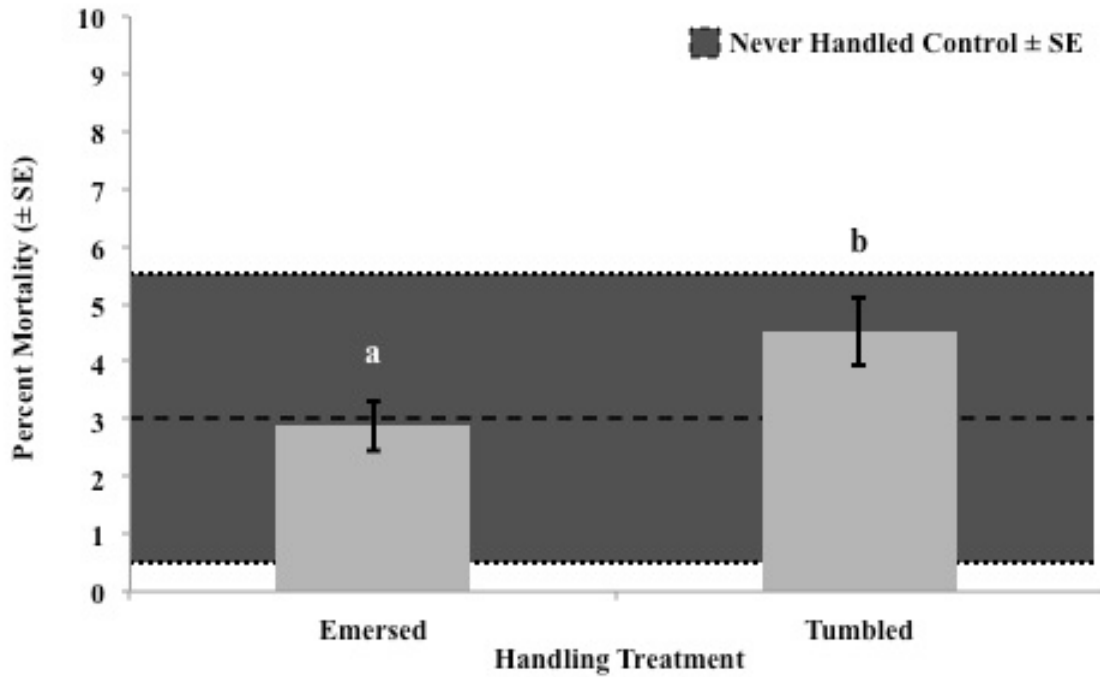 10
Never Handled Control ± SE
9
8
7
6
5
4
3
2
1
0
Percent Mortality (± SE)
a
b
Emersed
Tumbled
Handling Treatment